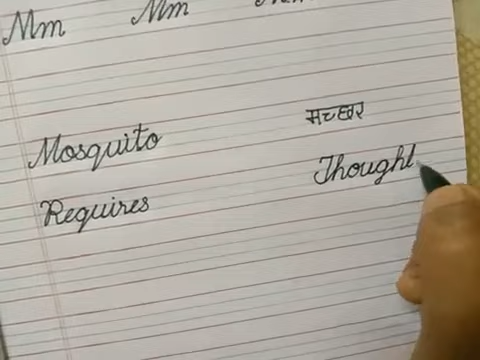 Mm Mm
Mosquito मच्छर
Requires Thought